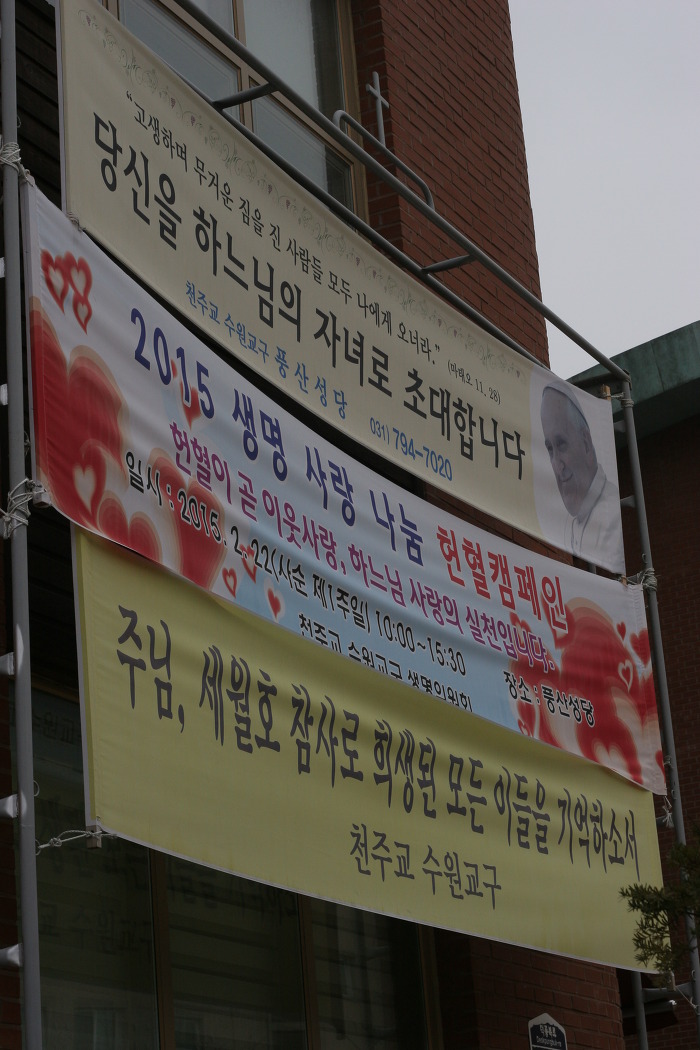 “고생하며 무거운 짐을 진 사람들 모두 나에게 오너라.” (마태오 11, 28)
당신을 하느님의 자녀로 초대합니다
천주교 수원교구 풍산성당 031) 794-7020
2015 생명 사랑 나눔 헌혈캠페인
헌혈이 곧 이웃사랑, 하느님 사랑의 실천입니다.
일시 : 2015. 2. 22(사순 제1주일) 10:00~15:30 장소 : 풍산성당
천주교 수원교구 생명위원회
주님, 세월호 참사로 희생된 모든 이들을 기억하소서
천주교 수원교구